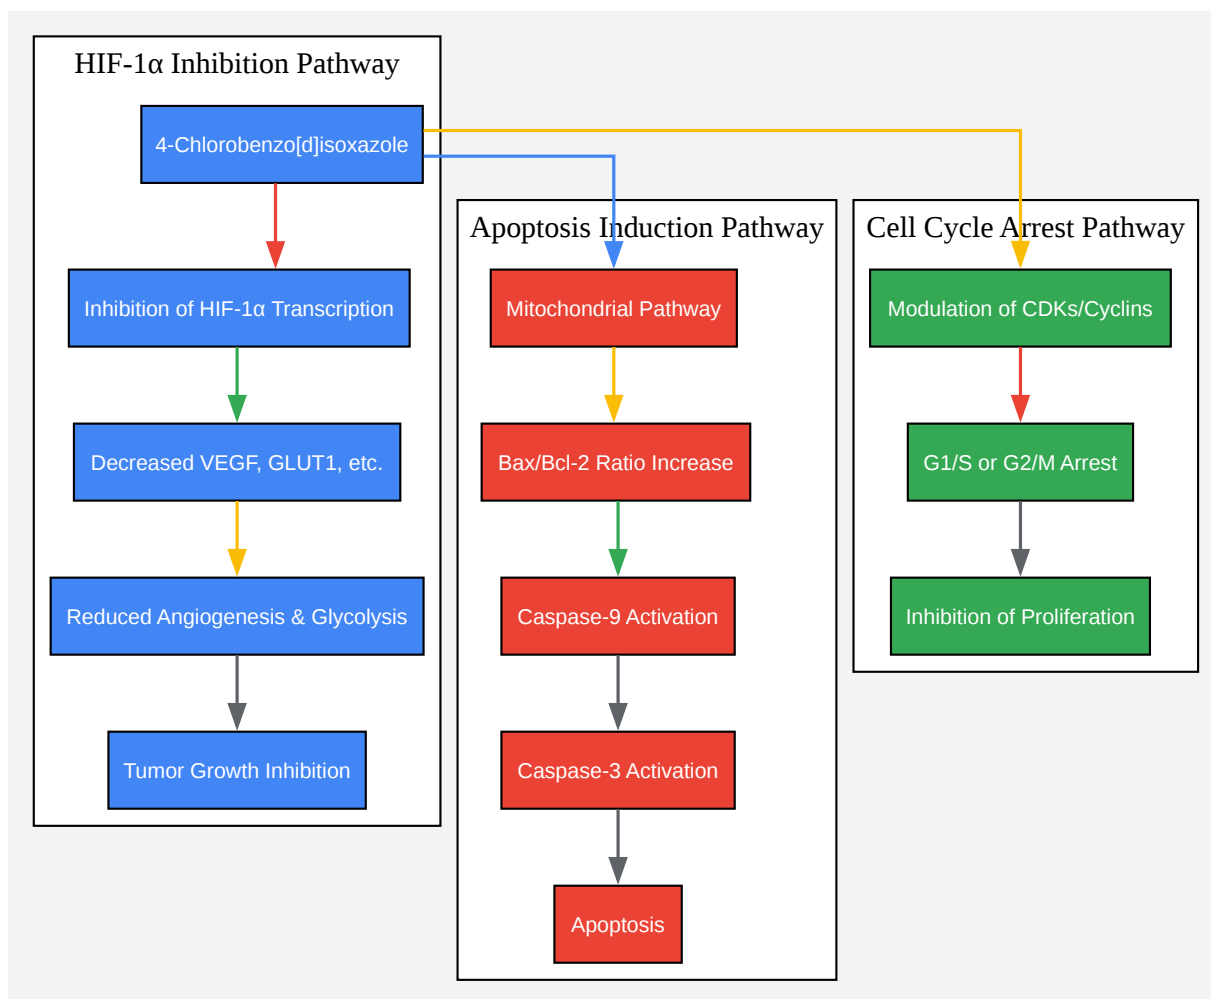 HIF-1α Inhibition Pathway
4-Chlorobenzo[d]isoxazole
Inhibition of HIF-1α Transcription
Decreased VEGF, GLUT1, etc.
Reduced Angiogenesis & Glycolysis
Tumor Growth Inhibition
Apoptosis Induction Pathway
Mitochondrial Pathway
Bax/Bcl-2 Ratio Increase
Caspase-9 Activation
Caspase-3 Activation
Apoptosis
Cell Cycle Arrest Pathway
Modulation of CDKs/Cyclins
G1/S or G2/M Arrest
Inhibition of Proliferation